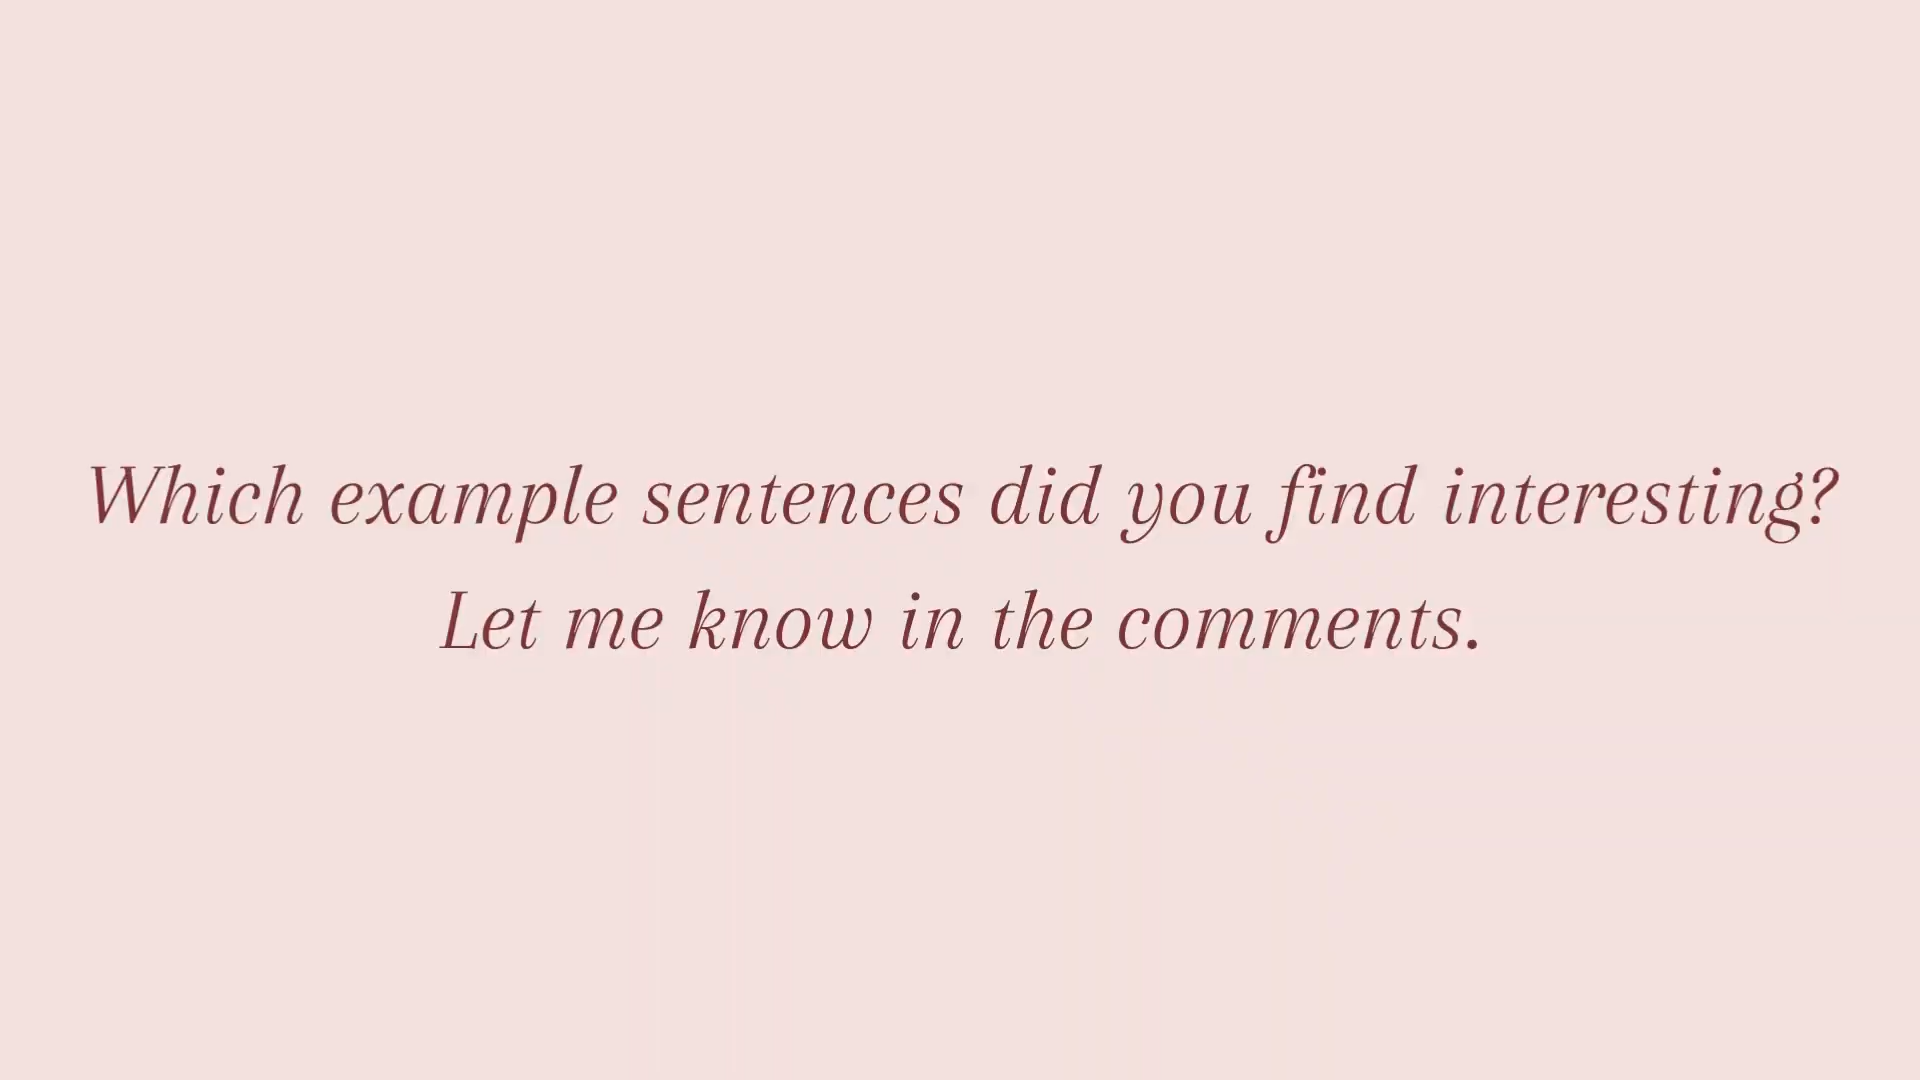 Which example sentences did you find interesting?
Let me know in the comments.